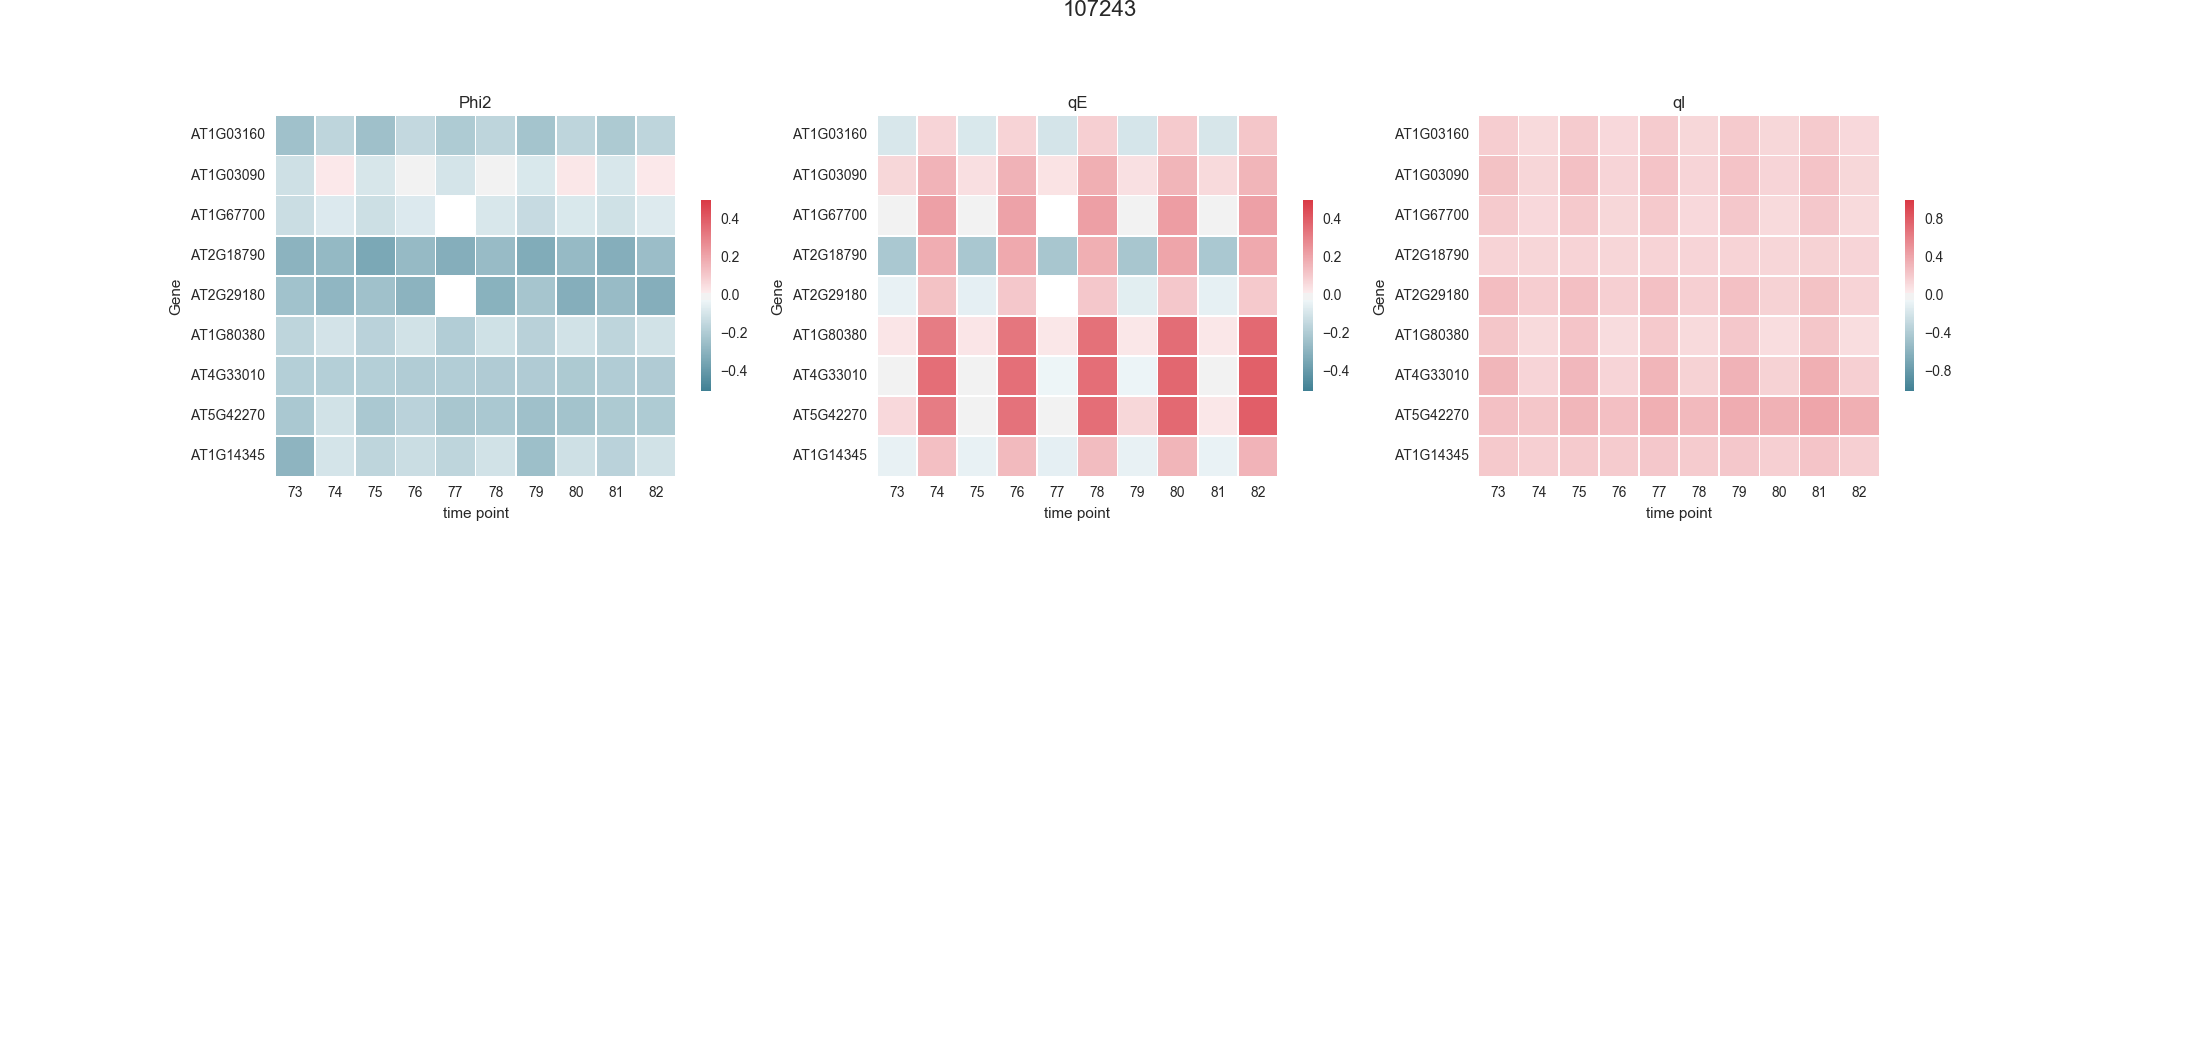 107243
Phi2
AT1G03160
AT1G03090
AT1G67700
AT2G18790
AT2G29180
AT1G80380
AT4G33010
AT5G42270
AT1G14345
Gene
73 74 75 76 77 78 79 80 81 82
time point
0.4
0.2
0.0
−0.2
−0.4
qE
AT1G03160
AT1G03090
AT1G67700
AT2G18790
AT2G29180
AT1G80380
AT4G33010
AT5G42270
AT1G14345
Gene
73 74 75 76 77 78 79 80 81 82
time point
0.4
0.2
0.0
−0.2
−0.4
qI
AT1G03160
AT1G03090
AT1G67700
AT2G18790
AT2G29180
AT1G80380
AT4G33010
AT5G42270
AT1G14345
Gene
73 74 75 76 77 78 79 80 81 82
time point
0.8
0.4
0.0
−0.4
−0.8